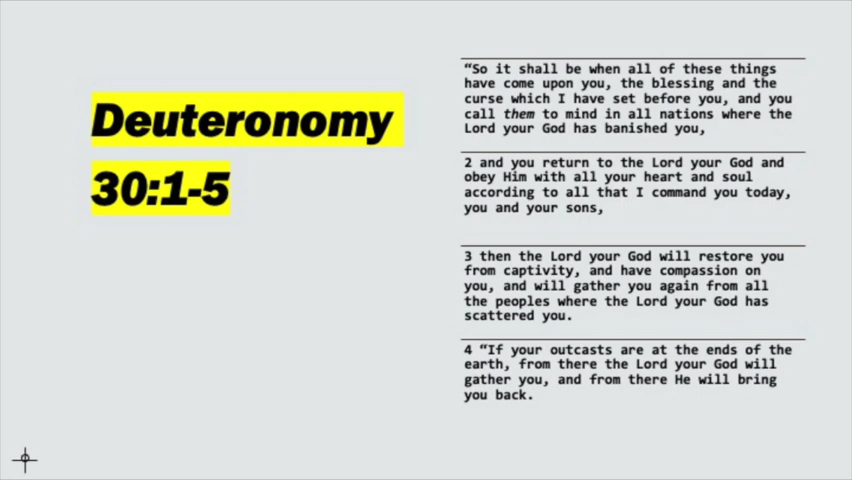 Deuteronomy
30:1-5
“So it shall be when all of these things
have come upon you, the blessing and the
curse which I have set before you, and you
call them to mind in all nations where the
Lord your God has banished you,
2 and you return to the Lord your God and
obey Him with all your heart and soul
according to all that I command you today,
you and your sons,
3 then the Lord your God will restore you
from captivity, and have compassion on
you, and will gather you again from all
the peoples where the Lord your God has
scattered you.
4 “If your outcasts are at the ends of the
earth, from there the Lord your God will
gather you, and from there He will bring
you back.